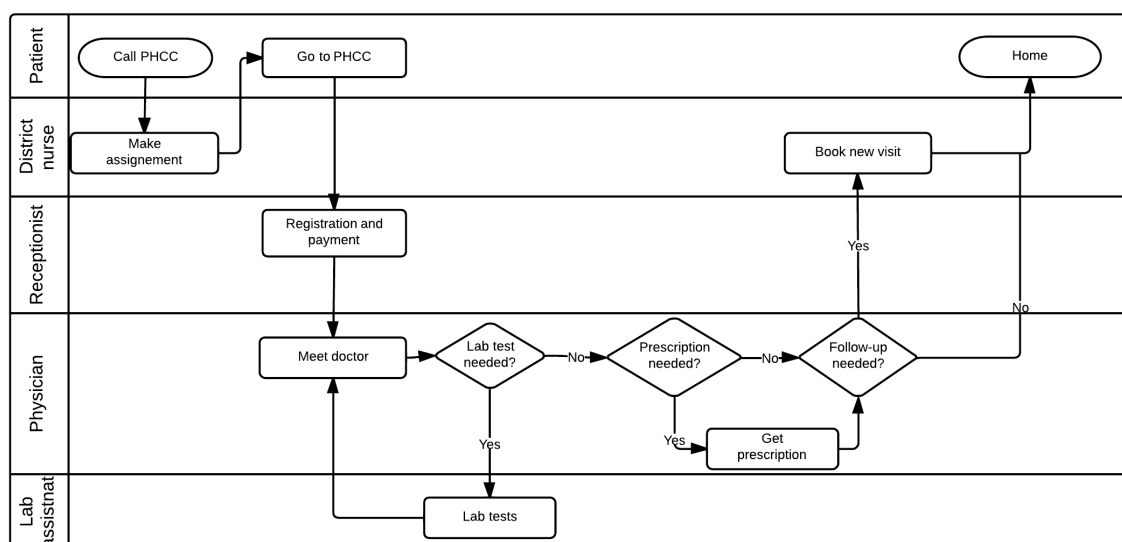 Patient
Call PHCC
Go to PHCC
Home
District
nurse
Make
assignement
Book new visit
Receptionist
Registration and
payment
Yes
No
Physician
Meet doctor
Lab test
needed?
No
Prescription
needed?
No
Follow-up
needed?
Yes
Yes
Get
prescription
Lab
assistnat
Lab tests